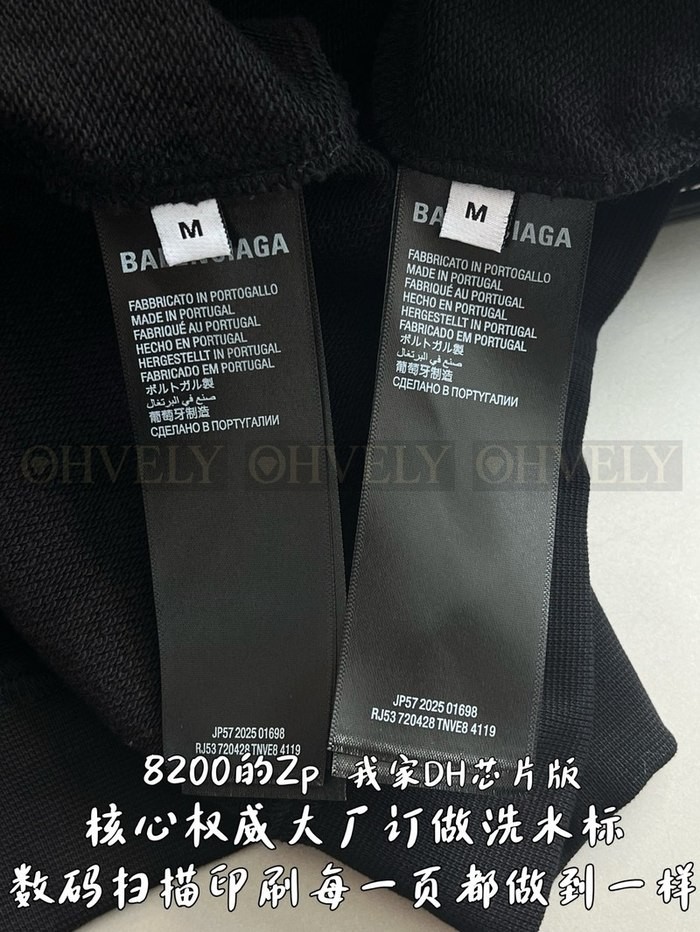 M
BALENCIAGA
FABBRICATO IN PORTOGALLO
MADE IN PORTUGAL
FABRIQUÉ AU PORTUGAL
HECHO EN PORTUGAL
HERGESTELLT IN PORTUGAL
FABRICADO EM PORTUGAL
ポルトガル製
صنع في البرتغال
葡萄牙制造
СДЕЛАНО В ПОРТУГАЛИИ
JP57 2025 01698
RJ53 720428 TNVE8 4119
M
BA IAGA
FABBRICATO IN PORTOGALLO
MADE IN PORTUGAL
FABRIQUÉ AU PORTUGAL
HECHO EN PORTUGAL
HERGESTELLT IN PORTUGAL
FABRICADO EM PORTUGAL
ポルトガル製
صنع في البرتغال
葡萄牙制造
СДЕЛАНО В ПОРТУГАЛИИ
JP57 2025 01698
RJ53 720428 TNVE8 4119
OHVELY OHVELY OHVELY
8200的Zp 我家DH芯片版
核心权威大厂订做洗水标
数码扫描印刷每一页都做到一样